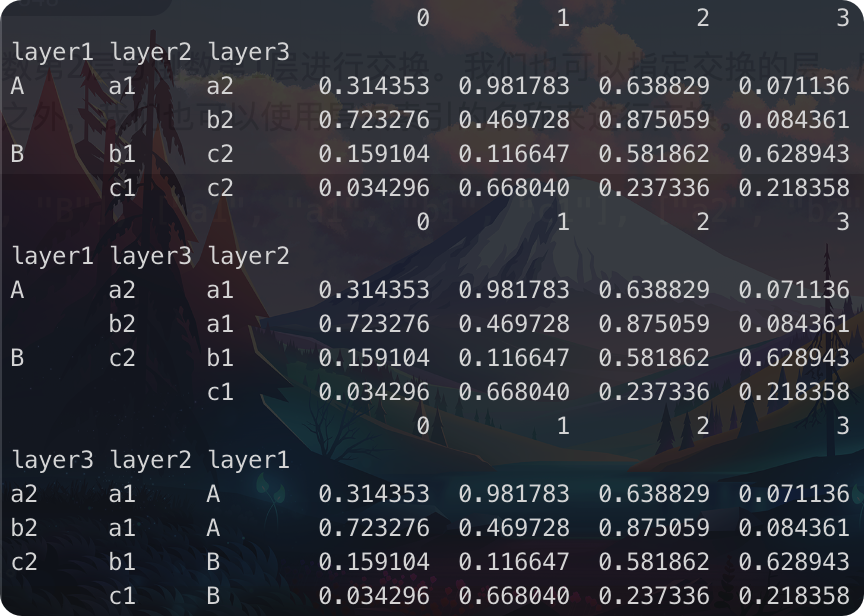 0 1 2 3
layer1 layer2 layer3
A a1 a2 0.314353 0.981783 0.638829 0.071136
b2 0.723276 0.469728 0.875059 0.084361
B b1 c2 0.159104 0.116647 0.581862 0.628943
c1 c2 0.034296 0.668040 0.237336 0.218358
0 1 2 3
layer1 layer3 layer2
A a2 a1 0.314353 0.981783 0.638829 0.071136
b2 a1 0.723276 0.469728 0.875059 0.084361
B c2 b1 0.159104 0.116647 0.581862 0.628943
c1 0.034296 0.668040 0.237336 0.218358
0 1 2 3
layer3 layer2 layer1
a2 a1 A 0.314353 0.981783 0.638829 0.071136
b2 a1 A 0.723276 0.469728 0.875059 0.084361
c2 b1 B 0.159104 0.116647 0.581862 0.628943
c1 B 0.034296 0.668040 0.237336 0.218358